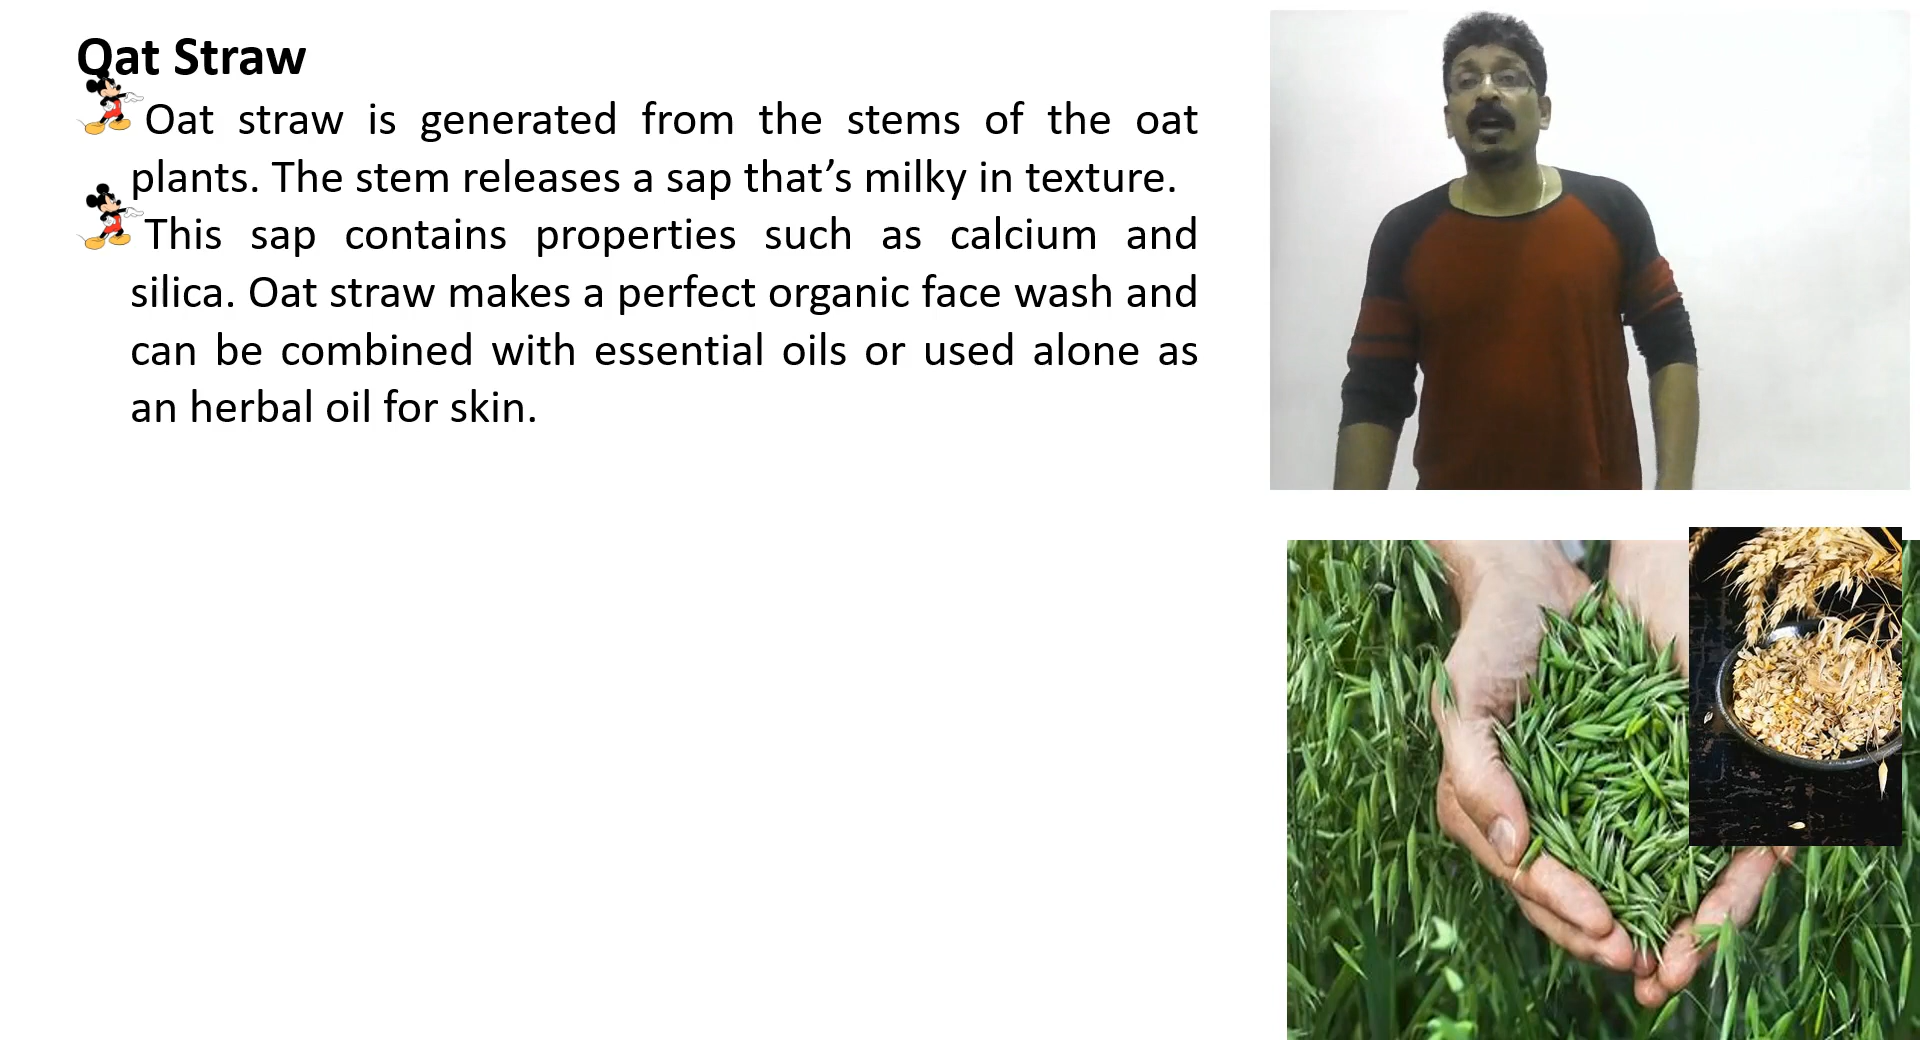 Oat Straw
Oat straw is generated from the stems of the oat
plants. The stem releases a sap that’s milky in texture.
This sap contains properties such as calcium and
silica. Oat straw makes a perfect organic face wash and
can be combined with essential oils or used alone as
an herbal oil for skin.